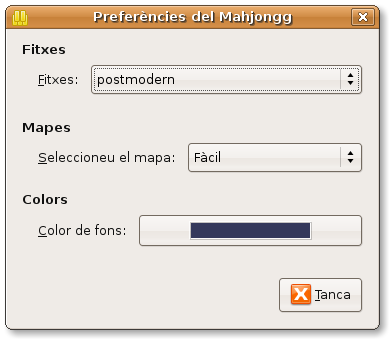 Preferències del Mahjongg
Fitxes
Fitxes: postmodern
Mapes
Seleccioneu el mapa: Fàcil
Colors
Color de fons:
Tanca